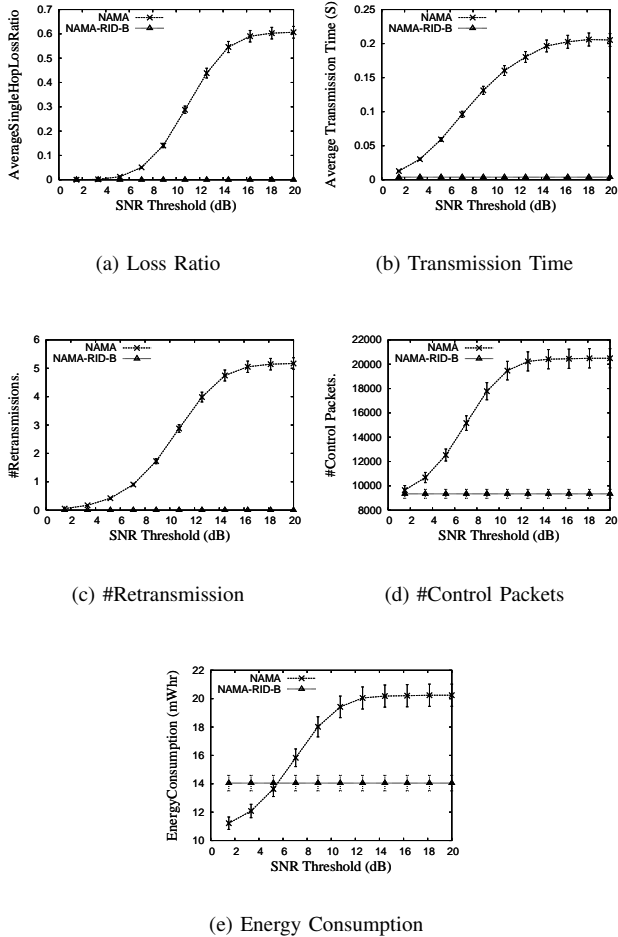 AverageSingleHopLossRatio
0.7
0.6
0.5
0.4
0.3
0.2
0.1
0
NAMA
NAMA-RID-B
0 2 4 6 8 10 12 14 16 18 20
SNR Threshold (dB)
(a) Loss Ratio
Average Transmission Time (S)
0.25
0.2
0.15
0.1
0.05
0
NAMA
NAMA-RID-B
0 2 4 6 8 10 12 14 16 18 20
SNR Threshold (dB)
(b) Transmission Time
#Retransmissions.
6
5
4
3
2
1
0
NAMA
NAMA-RID-B
0 2 4 6 8 10 12 14 16 18 20
SNR Threshold (dB)
(c) #Retransmission
#Control Packets.
22000
20000
18000
16000
14000
12000
10000
8000
NAMA
NAMA-RID-B
0 2 4 6 8 10 12 14 16 18 20
SNR Threshold (dB)
(d) #Control Packets
EnergyConsumption (mWhr)
22
20
18
16
14
12
10
NAMA
NAMA-RID-B
0 2 4 6 8 10 12 14 16 18 20
SNR Threshold (dB)
(e) Energy Consumption